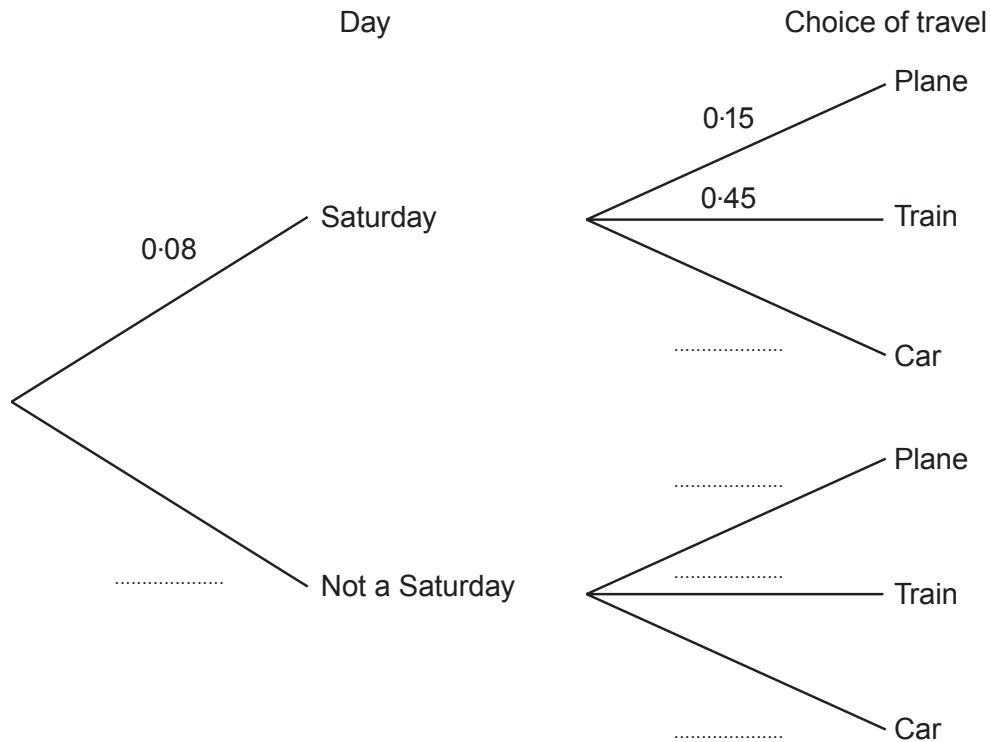 Day Choice of travel
Plane
0·15
0·45
Saturday
Train
0·08
....................
Car
Plane
....................
....................
....................
Not a Saturday
Train
....................
Car